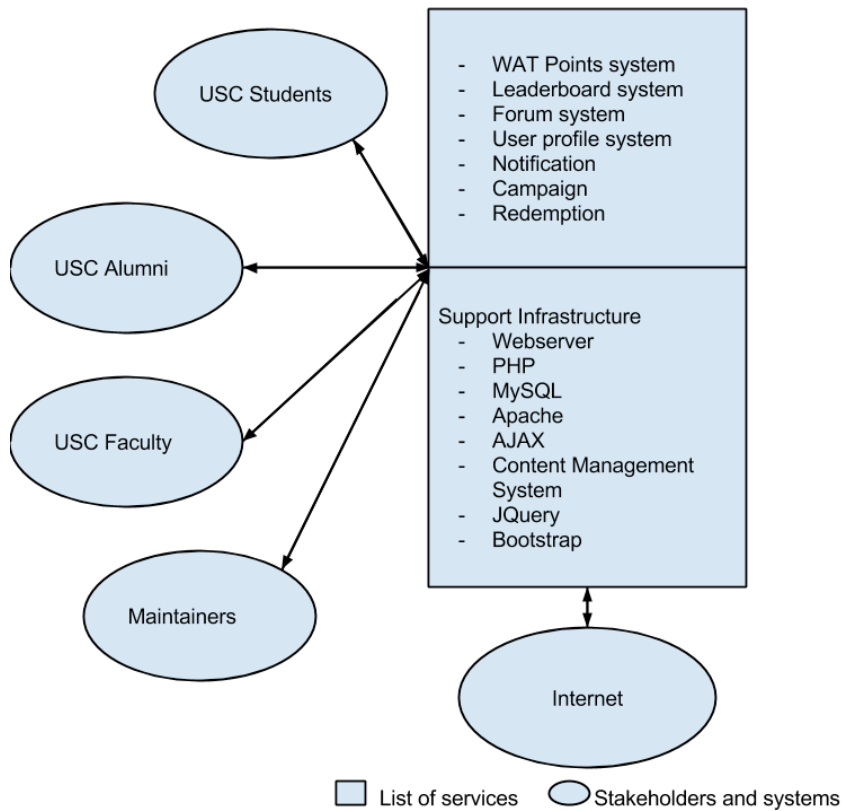 USC Students
USC Alumni
USC Faculty
Maintainers
- WAT Points system
- Leaderboard system
- Forum system
- User profile system
- Notification
- Campaign
- Redemption
Support Infrastructure
- Webserver
- PHP
- MySQL
- Apache
- AJAX
- Content Management
System
- JQuery
- Bootstrap
Internet
List of services
Stakeholders and systems